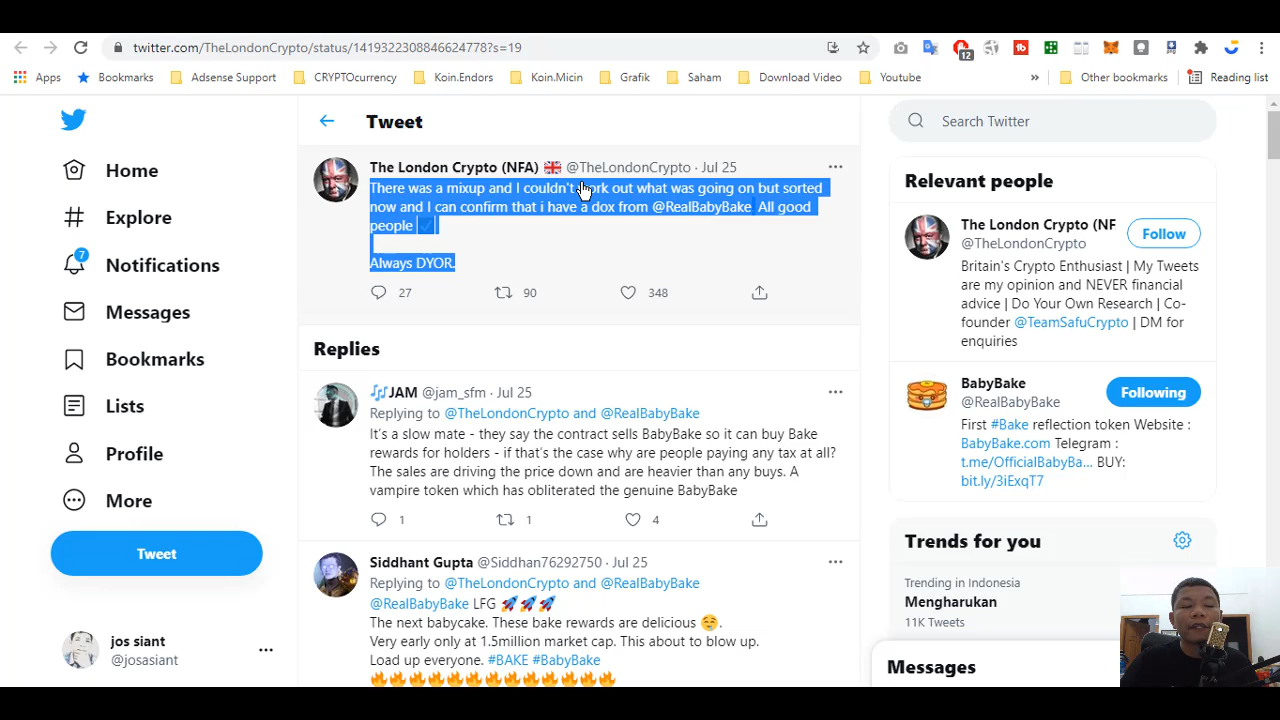 twitter.com/TheLondonCrypto/status/1419322308846624778?s=19
12
Apps
Bookmarks
Adsense Support
CRYPTOcurrency
Koin.Endors
Koin.Micin
Grafik
Saham
Download Video
Youtube
»
Other bookmarks
Reading list
Home
Explore
7
Notifications
Messages
Bookmarks
Lists
Profile
More
Tweet
jos siant
@josasiant
Tweet
The London Crypto (NFA) 🇬🇧 @TheLondonCrypto · Jul 25
There was a mixup and I couldn't work out what was going on but sorted
now and I can confirm that i have a dox from @RealBabyBake All good
people ☑️
Always DYOR.
27
90
348
Replies
🎶JAM @jam_sfm · Jul 25
Replying to @TheLondonCrypto and @RealBabyBake
It's a slow mate - they say the contract sells BabyBake so it can buy Bake
rewards for holders - if that's the case why are people paying any tax at all?
The sales are driving the price down and are heavier than any buys. A
vampire token which has obliterated the genuine BabyBake
1
1
4
Siddhant Gupta @Siddhan76292750 · Jul 25
Replying to @TheLondonCrypto and @RealBabyBake
@RealBabyBake LFG 🚀🚀🚀
The next babycake. These bake rewards are delicious 🤤.
Very early only at 1.5million market cap. This about to blow up.
Load up everyone. #BAKE #BabyBake
🔥🔥🔥🔥🔥🔥🔥🔥🔥🔥🔥🔥🔥
Search Twitter
Relevant people
The London Crypto (NF
@TheLondonCrypto
Follow
Britain's Crypto Enthusiast | My Tweets
are my opinion and NEVER financial
advice | Do Your Own Research | Co-
founder @TeamSafuCrypto | DM for
enquiries
BabyBake
@RealBabyBake
Following
First #Bake reflection token Website :
BabyBake.com Telegram :
t.me/OfficialBabyBa... BUY:
bit.ly/3iExqT7
Trends for you
Trending in Indonesia
Mengharukan
11K Tweets
Messages